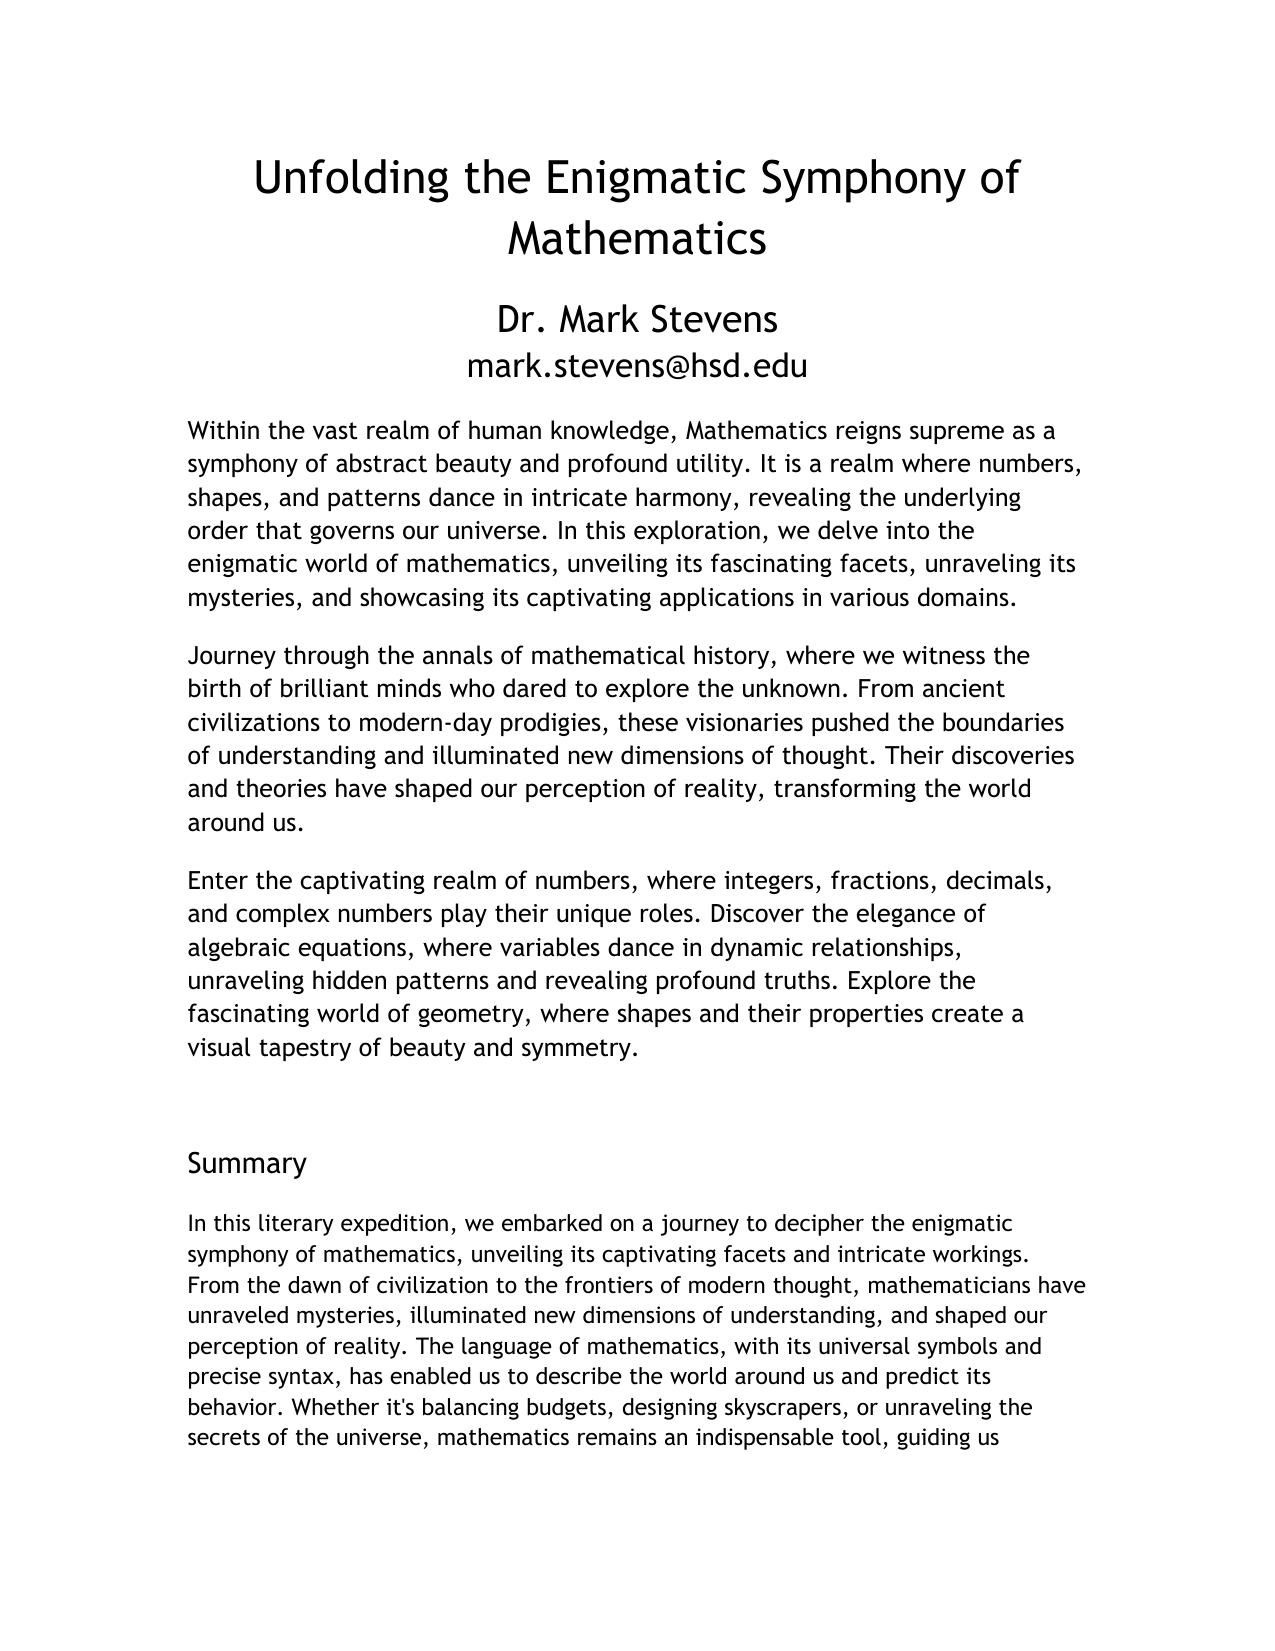 Unfolding the Enigmatic Symphony of
Mathematics
Dr. Mark Stevens
mark.stevens@hsd.edu
Within the vast realm of human knowledge, Mathematics reigns supreme as a
symphony of abstract beauty and profound utility. It is a realm where numbers,
shapes, and patterns dance in intricate harmony, revealing the underlying
order that governs our universe. In this exploration, we delve into the
enigmatic world of mathematics, unveiling its fascinating facets, unraveling its
mysteries, and showcasing its captivating applications in various domains.
Journey through the annals of mathematical history, where we witness the
birth of brilliant minds who dared to explore the unknown. From ancient
civilizations to modern-day prodigies, these visionaries pushed the boundaries
of understanding and illuminated new dimensions of thought. Their discoveries
and theories have shaped our perception of reality, transforming the world
around us.
Enter the captivating realm of numbers, where integers, fractions, decimals,
and complex numbers play their unique roles. Discover the elegance of
algebraic equations, where variables dance in dynamic relationships,
unraveling hidden patterns and revealing profound truths. Explore the
fascinating world of geometry, where shapes and their properties create a
visual tapestry of beauty and symmetry.
Summary
In this literary expedition, we embarked on a journey to decipher the enigmatic
symphony of mathematics, unveiling its captivating facets and intricate workings.
From the dawn of civilization to the frontiers of modern thought, mathematicians have
unraveled mysteries, illuminated new dimensions of understanding, and shaped our
perception of reality. The language of mathematics, with its universal symbols and
precise syntax, has enabled us to describe the world around us and predict its
behavior. Whether it's balancing budgets, designing skyscrapers, or unraveling the
secrets of the universe, mathematics remains an indispensable tool, guiding us